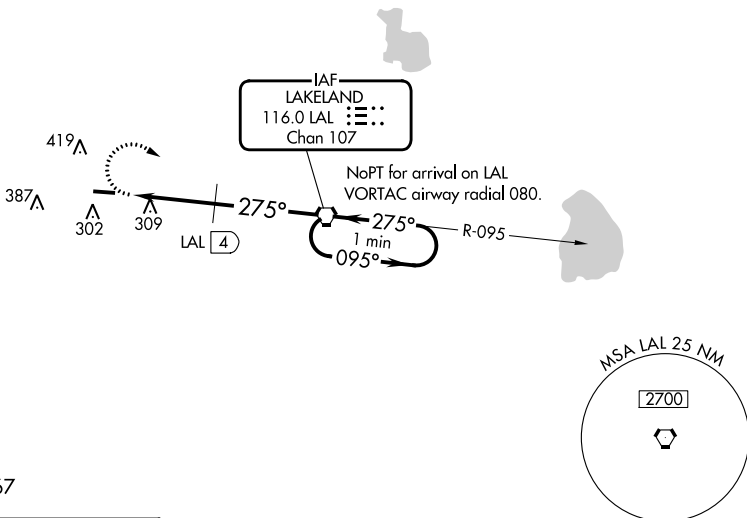 IAF
LAKELAND
116.0 LAL
Chan 107
419
NoPT for arrival on LAL
VORTAC airway radial 080.
387
302
309
275°
275°
R-095
LAL 4
1 min
095°
MSA LAL 25 NM
2700